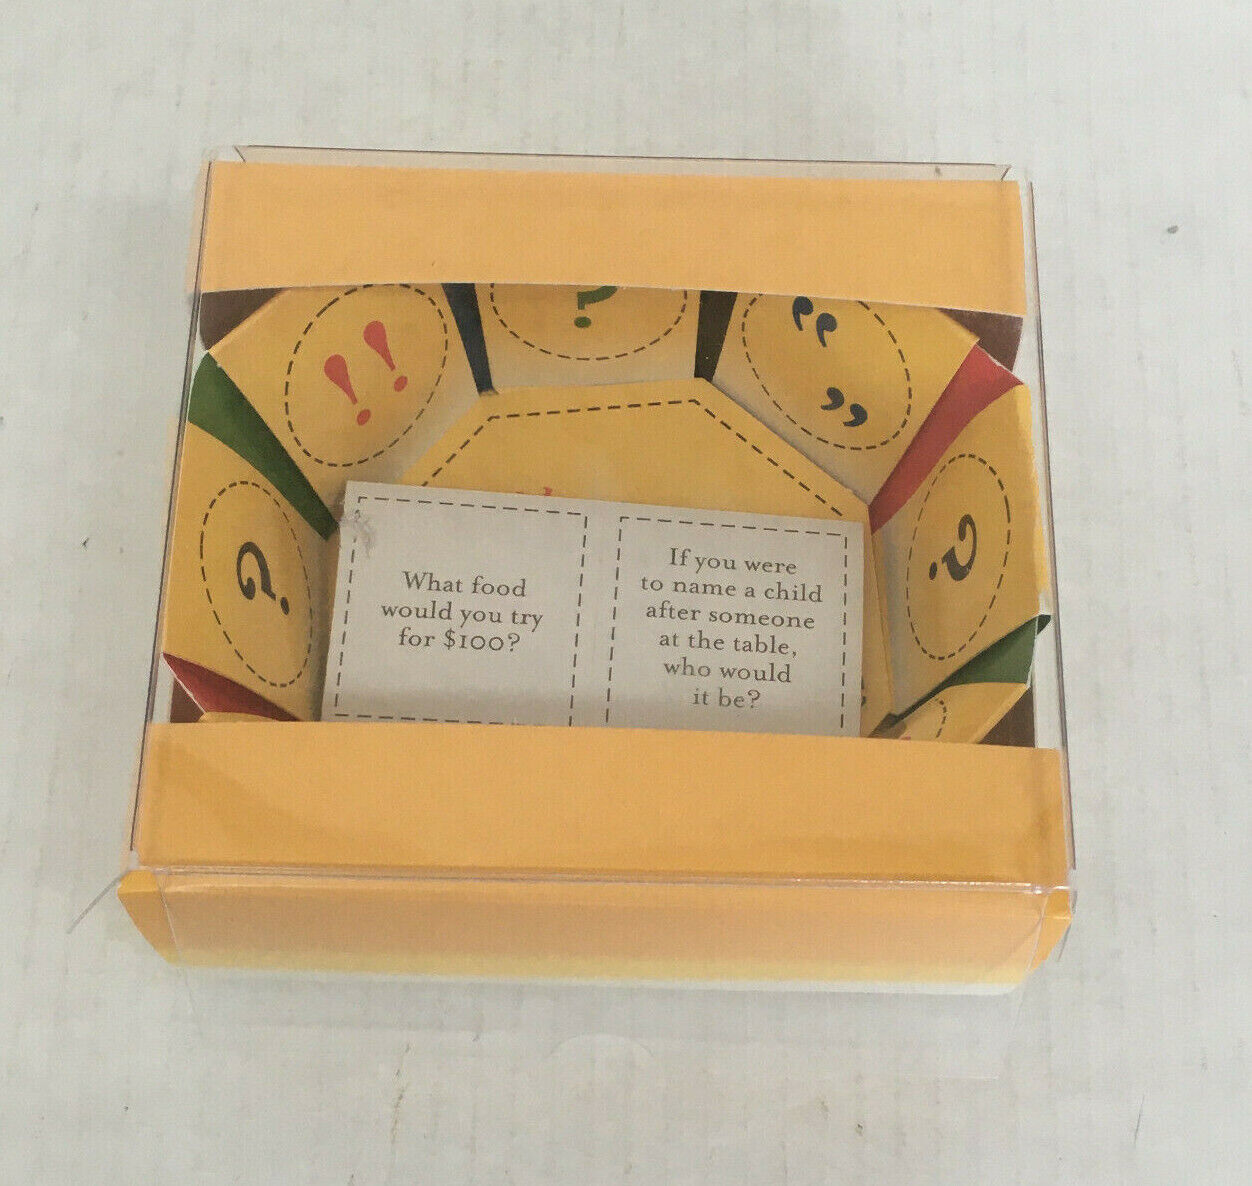 !!
?
“ ”
?
?
What food
would you try
for $100?
If you were
to name a child
after someone
at the table,
who would
it be?